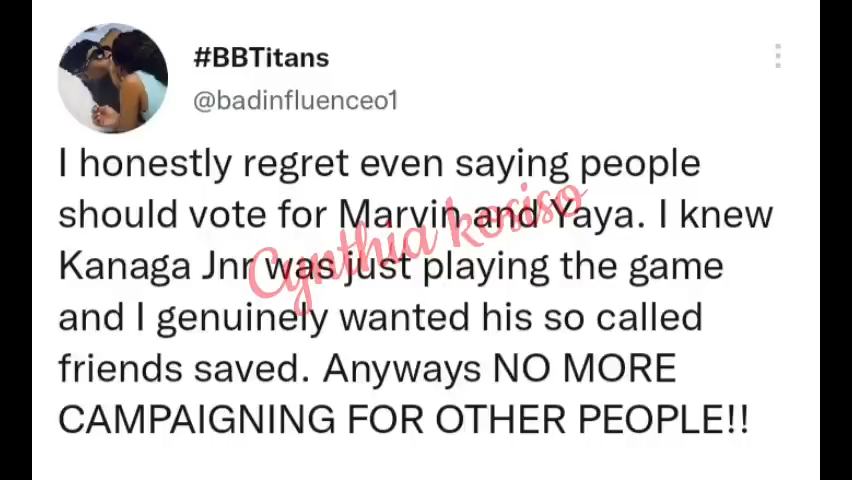 #BBTitans
@badinfluenceo1
I honestly regret even saying people
should vote for Marvin and Yaya. I knew
Kanaga Jnr was just playing the game
and I genuinely wanted his so called
friends saved. Anyways NO MORE
CAMPAIGNING FOR OTHER PEOPLE!!
Cynthia kosiso